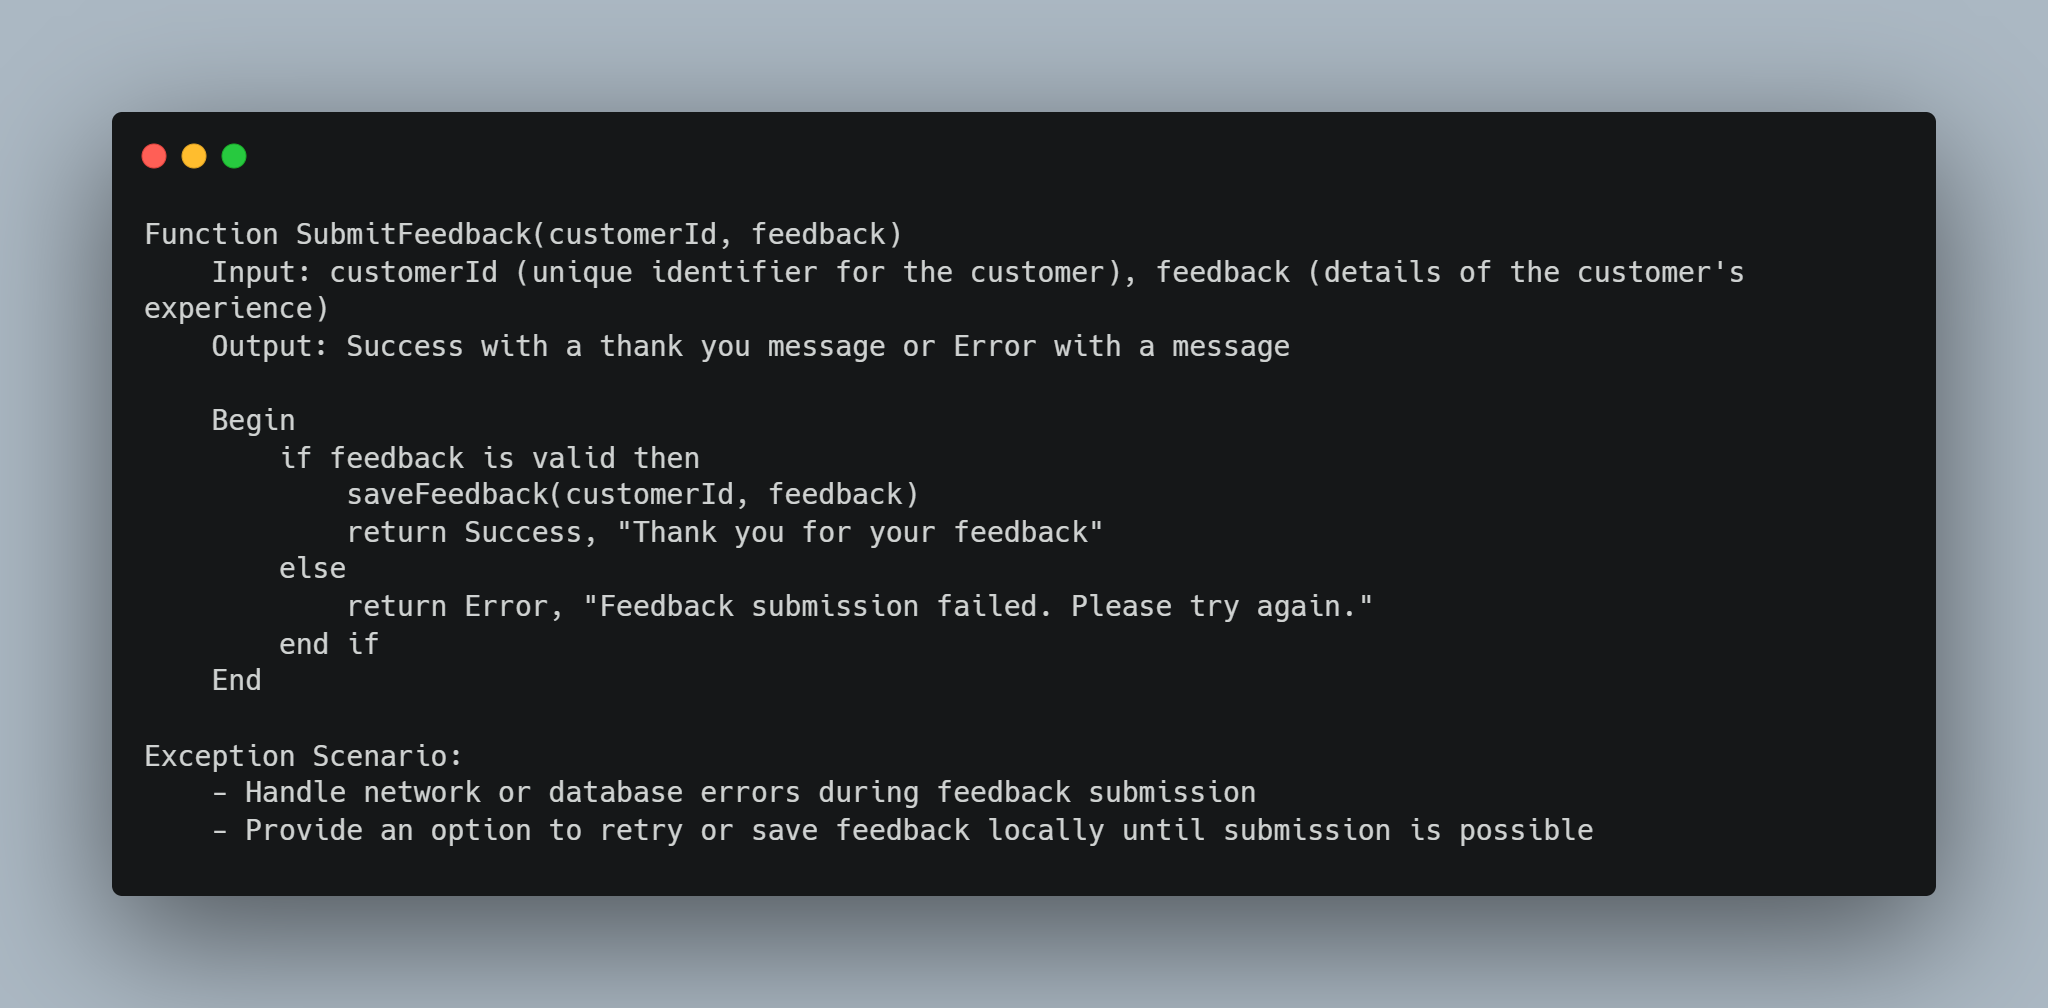 Function SubmitFeedback(customerId, feedback)
    Input: customerId (unique identifier for the customer), feedback (details of the customer's
experience)
    Output: Success with a thank you message or Error with a message

    Begin
        if feedback is valid then
            saveFeedback(customerId, feedback)
            return Success, "Thank you for your feedback"
        else
            return Error, "Feedback submission failed. Please try again."
        end if
    End

Exception Scenario:
    - Handle network or database errors during feedback submission
    - Provide an option to retry or save feedback locally until submission is possible